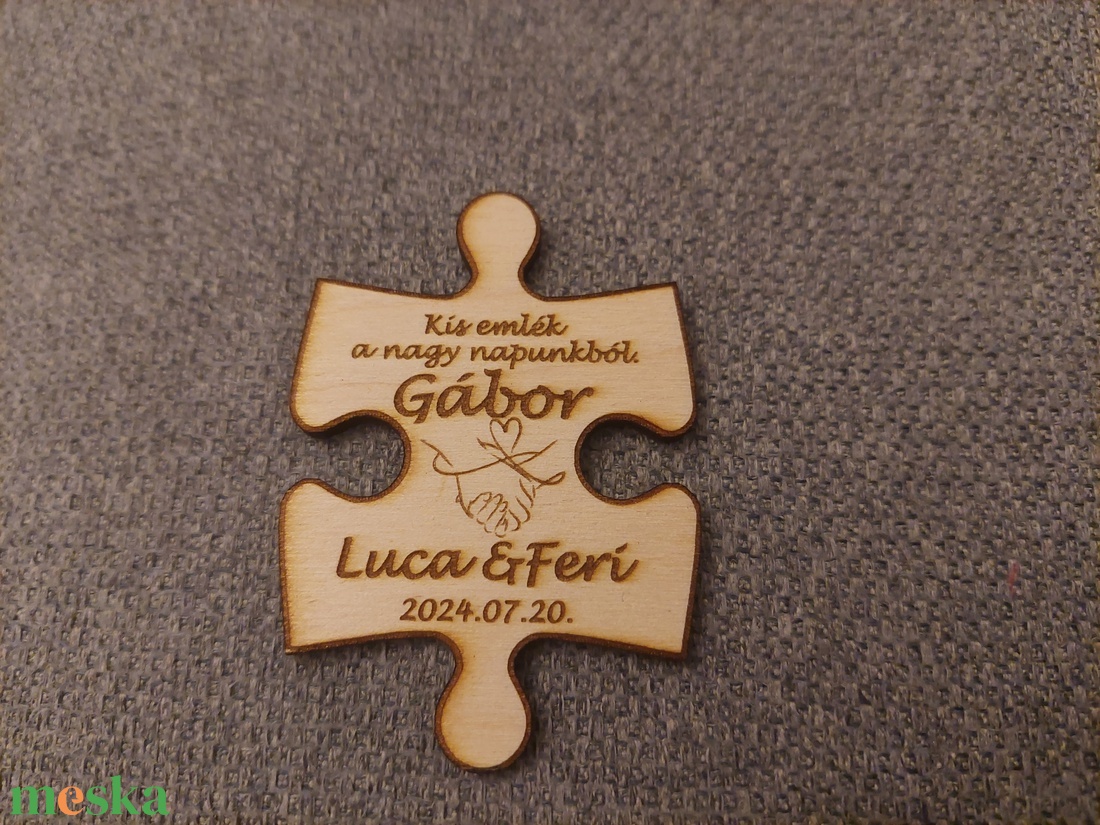 Kis emlék
a nagy napunkból.
Gábor
Luca &Feri
2024.07.20.
meska